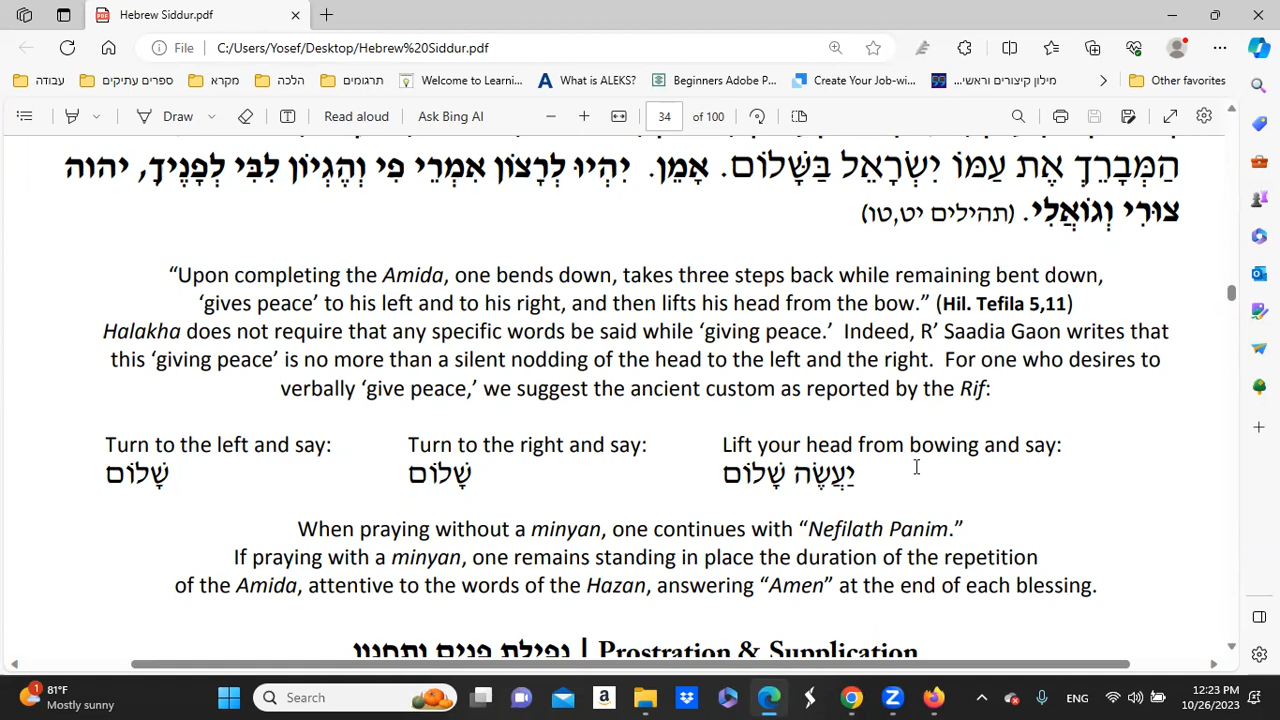 Hebrew Siddur.pdf
File C:/Users/Yosef/Desktop/Hebrew%20Siddur.pdf
עבודה ספרים עתיקים מקרא הלכה תרגומים Welcome to Learni... What is ALEKS? Beginners Adobe P... Create Your Job-wi... מילון קיצורים וראשי... Other favorites
Draw Read aloud Ask Bing AI 34 of 100
הַמְּבָרֵךְ אֶת עַמּוֹ יִשְׂרָאֵל בַּשָּׁלוֹם. אָמֵן. יִהְיוּ לְרָצוֹן אִמְרֵי פִי וְהֶגְיוֹן לִבִּי לְפָנֶיךָ, יהוה
צוּרִי וְגוֹאֲלִי. (תהילים יט,טו)
“Upon completing the Amida, one bends down, takes three steps back while remaining bent down,
‘gives peace’ to his left and to his right, and then lifts his head from the bow.” (Hil. Tefila 5,11)
Halakha does not require that any specific words be said while ‘giving peace.’ Indeed, R’ Saadia Gaon writes that
this ‘giving peace’ is no more than a silent nodding of the head to the left and the right. For one who desires to
verbally ‘give peace,’ we suggest the ancient custom as reported by the Rif:
Turn to the left and say: Turn to the right and say: Lift your head from bowing and say:
שָׁלוֹם שָׁלוֹם יַעֲשֶׂה שָׁלוֹם
When praying without a minyan, one continues with “Nefilath Panim.”
If praying with a minyan, one remains standing in place the duration of the repetition
of the Amida, attentive to the words of the Hazan, answering “Amen” at the end of each blessing.
נפילת פנים ותחנון | Prostration & Supplication
81°F
Mostly sunny
Search
ENG
12:23 PM
10/26/2023